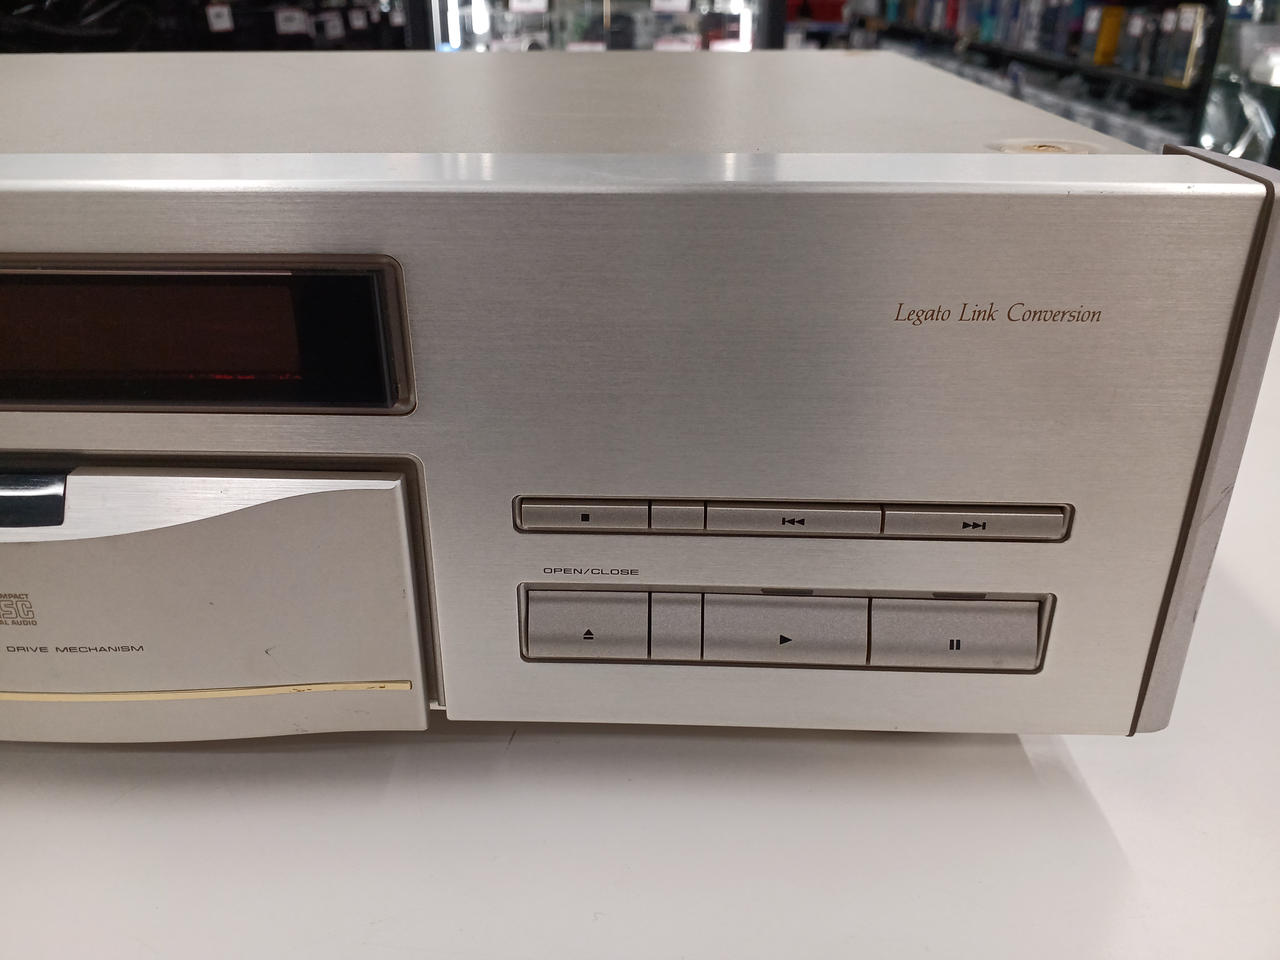 Legato Link Conversion
OPEN/CLOSE
DRIVE MECHANISM